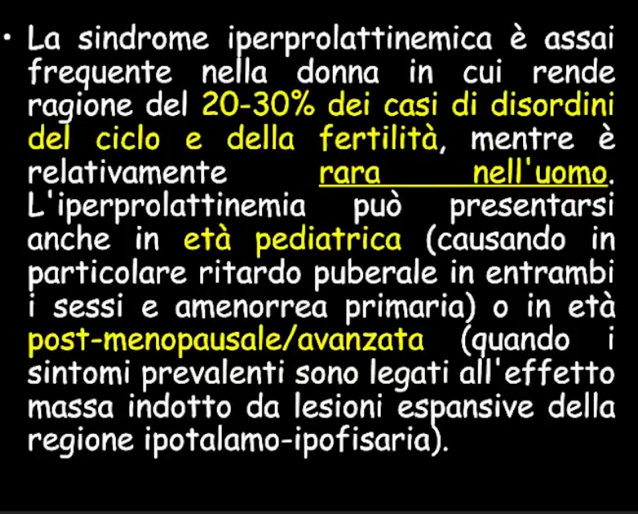 • La sindrome iperprolattinemica è assai
frequente nella donna in cui rende
ragione del 20-30% dei casi di disordini
del ciclo e della fertilità, mentre è
relativamente rara nell'uomo.
L'iperprolattinemia può presentarsi
anche in età pediatrica (causando in
particolare ritardo puberale in entrambi
i sessi e amenorrea primaria) o in età
post-menopausale/avanzata (quando i
sintomi prevalenti sono legati all'effetto
massa indotto da lesioni espansive della
regione ipotalamo-ipofisaria).